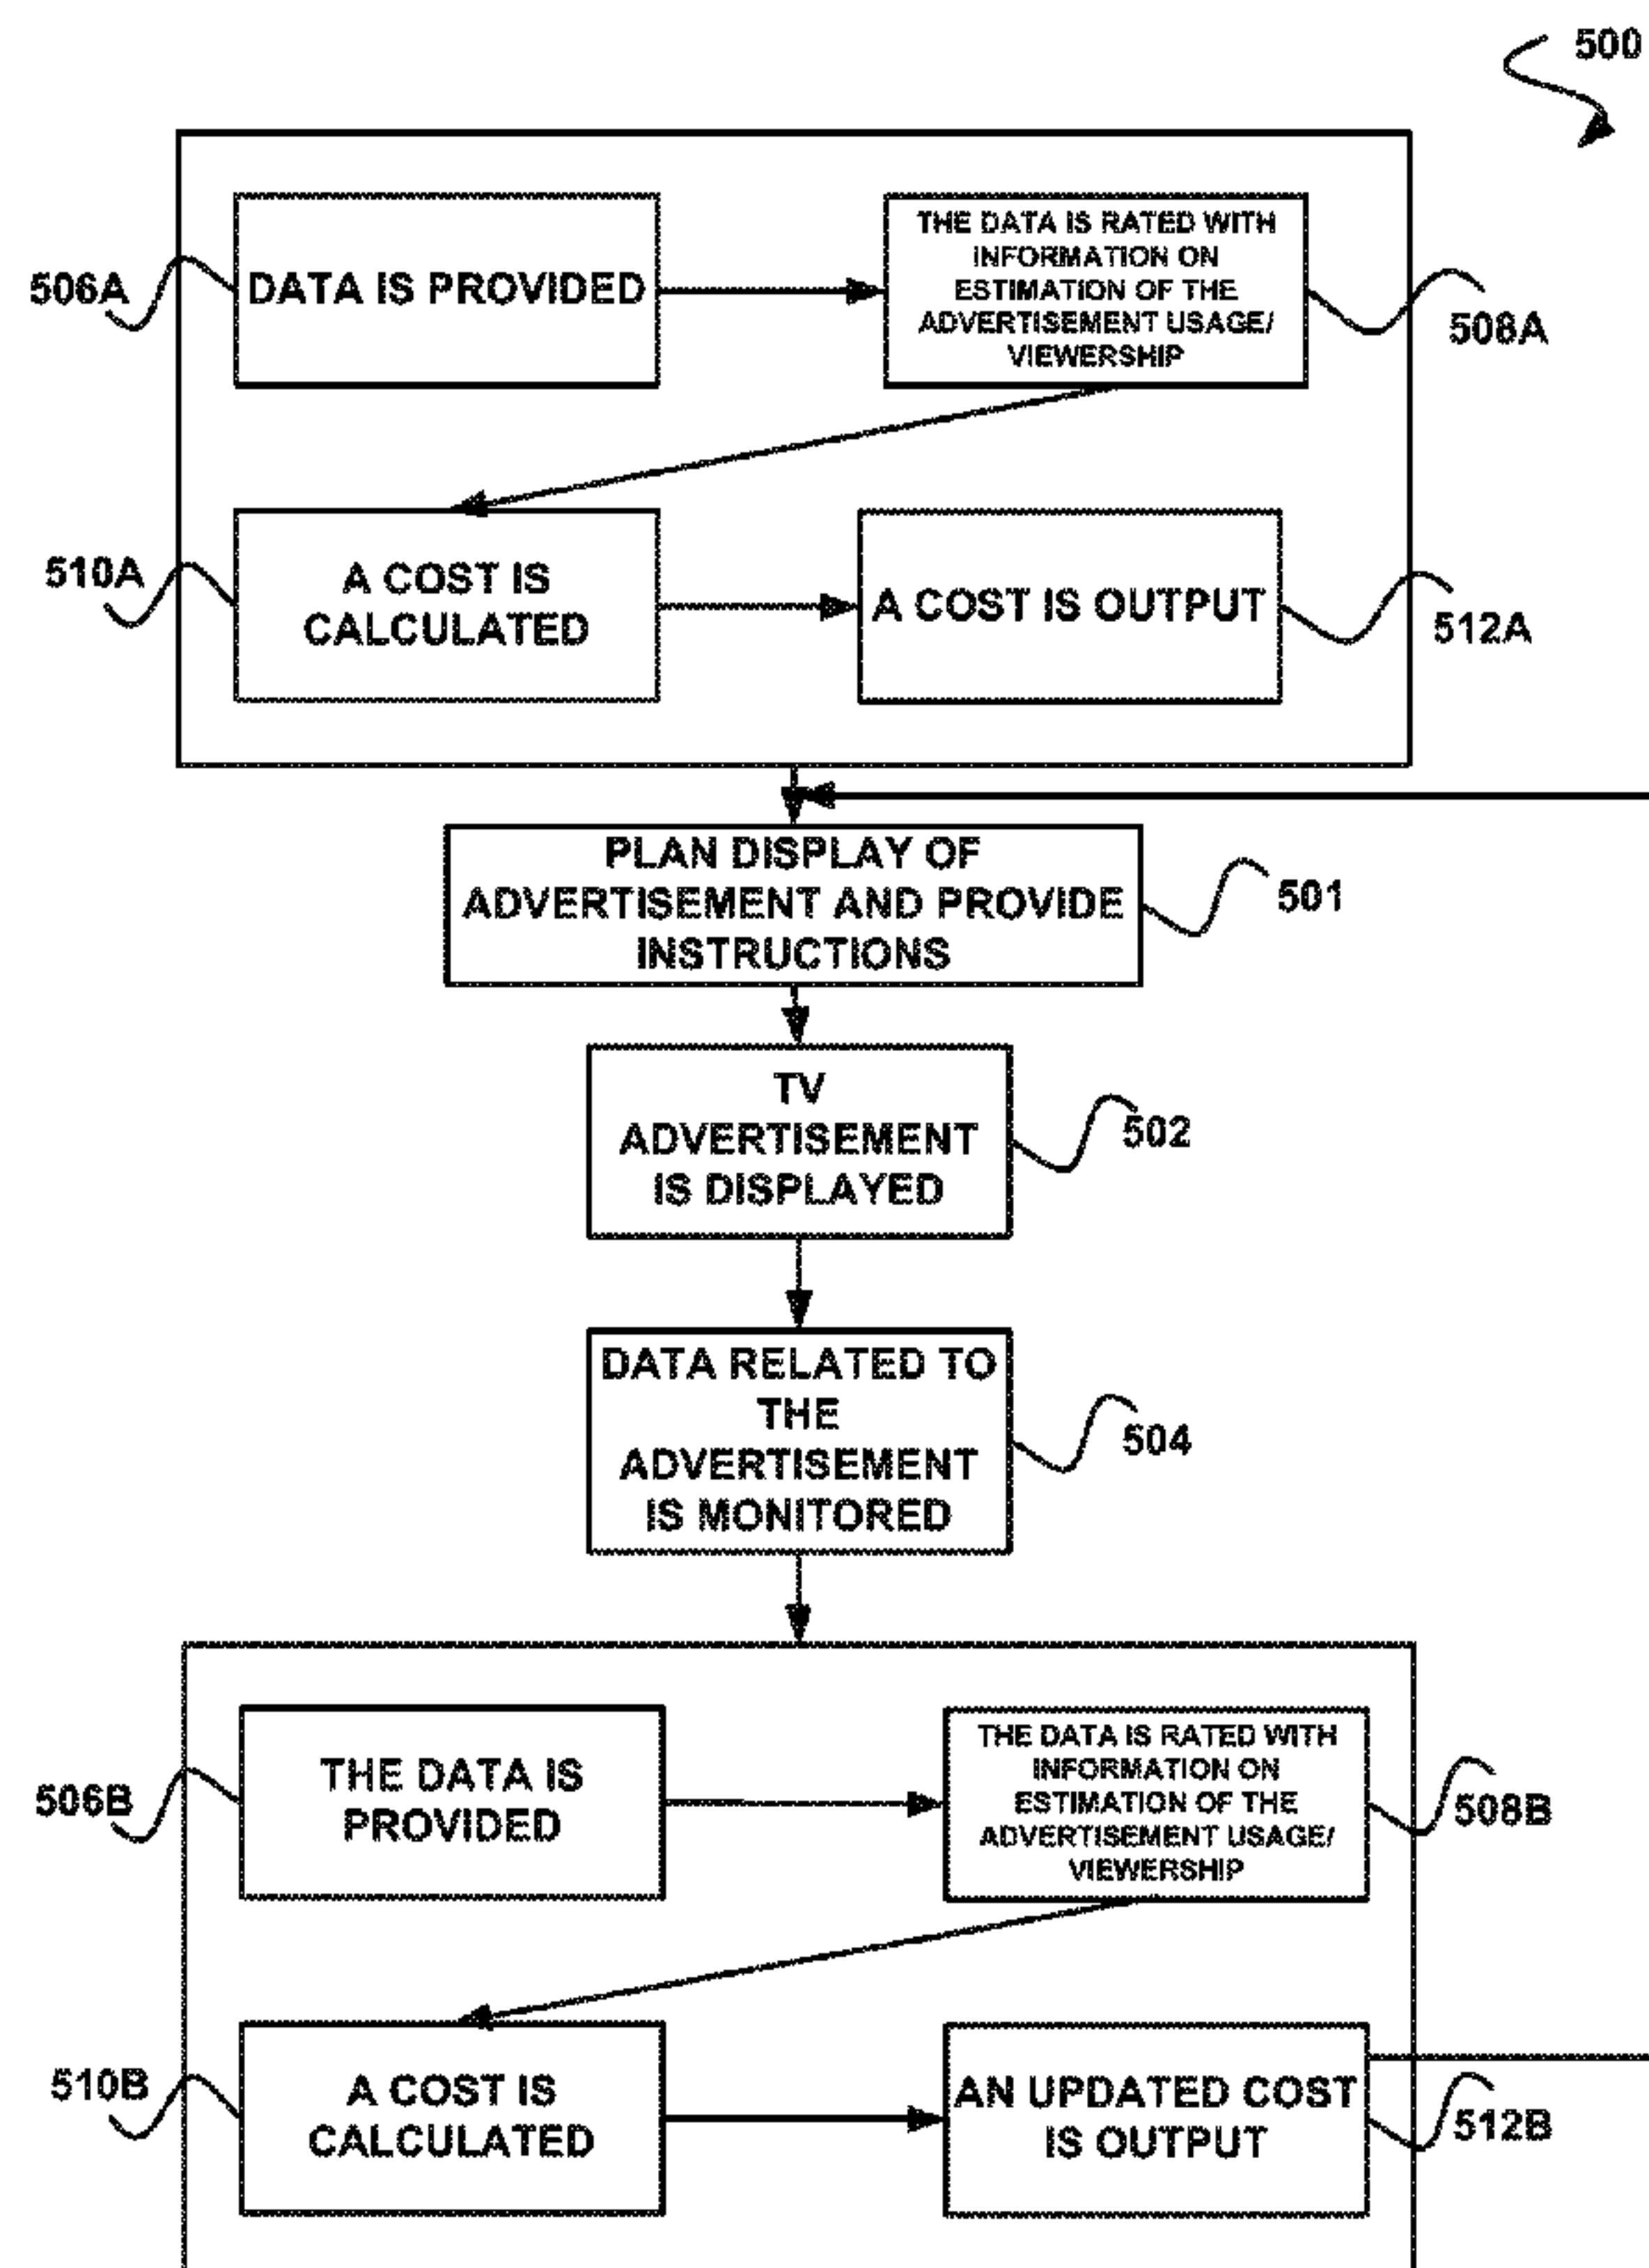 500
506A
DATA IS PROVIDED
THE DATA IS RATED WITH
INFORMATION ON
ESTIMATION OF THE
ADVERTISEMENT USAGE/
VIEWERSHIP
508A
510A
A COST IS
CALCULATED
A COST IS OUTPUT
512A
PLAN DISPLAY OF
ADVERTISEMENT AND PROVIDE
INSTRUCTIONS
501
TV
ADVERTISEMENT
IS DISPLAYED
502
DATA RELATED TO
THE
ADVERTISEMENT
IS MONITORED
504
506B
THE DATA IS
PROVIDED
THE DATA IS RATED WITH
INFORMATION ON
ESTIMATION OF THE
ADVERTISEMENT USAGE/
VIEWERSHIP
508B
510B
A COST IS
CALCULATED
AN UPDATED COST
IS OUTPUT
512B